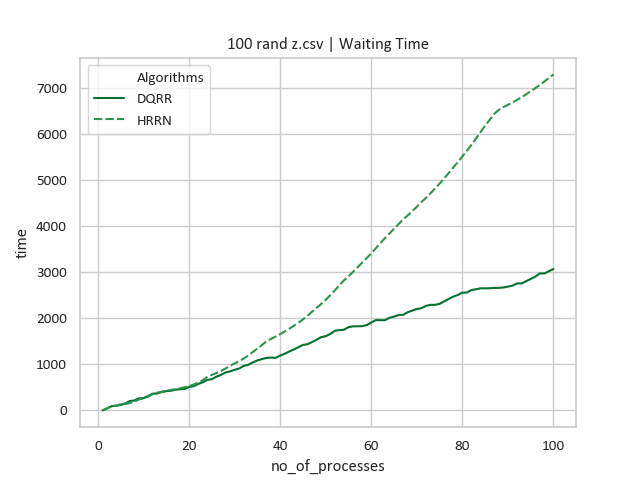 100 rand z.csv | Waiting Time
Algorithms
DQRR
HRRN
7000
6000
5000
4000
3000
2000
1000
0
time
0 20 40 60 80 100
no_of_processes